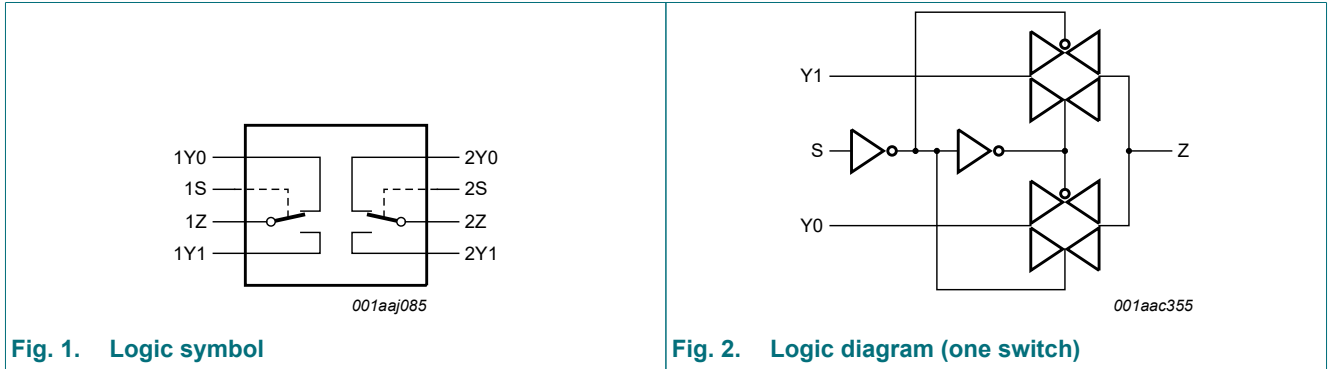 1Y0
1S
1Z
1Y1
2Y0
2S
2Z
2Y1
001aaj085
Fig. 1. Logic symbol
Y1
S
Z
Y0
001aac355
Fig. 2. Logic diagram (one switch)